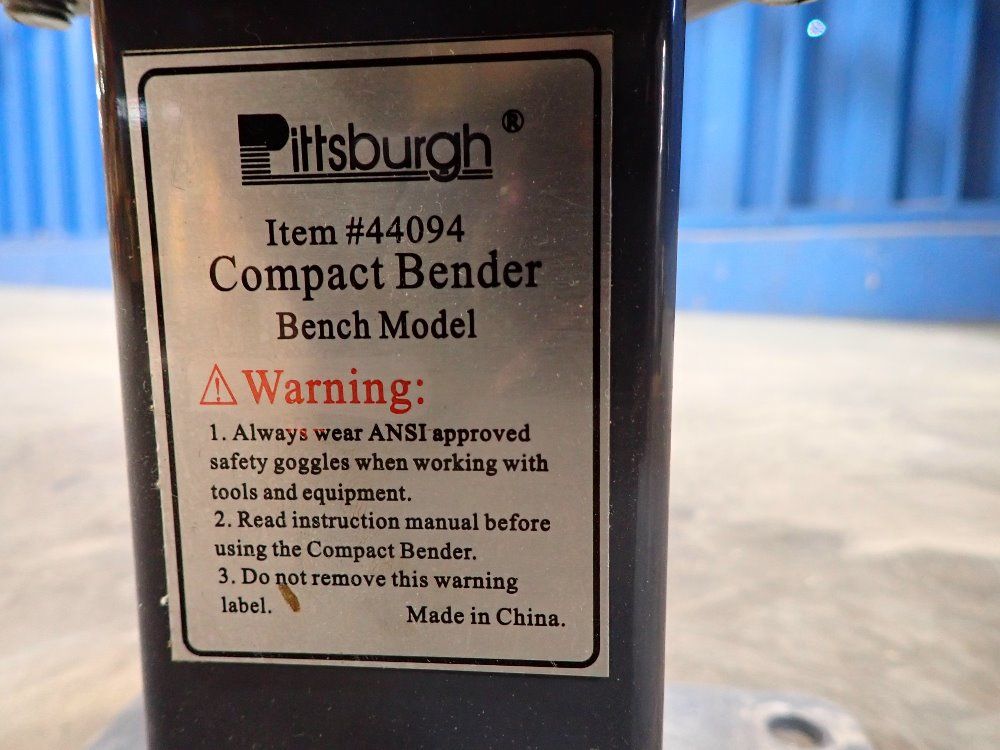 Pittsburgh®
Item #44094
Compact Bender
Bench Model
⚠Warning:
1. Always wear ANSI approved
safety goggles when working with
tools and equipment.
2. Read instruction manual before
using the Compact Bender.
3. Do not remove this warning
label.
Made in China.